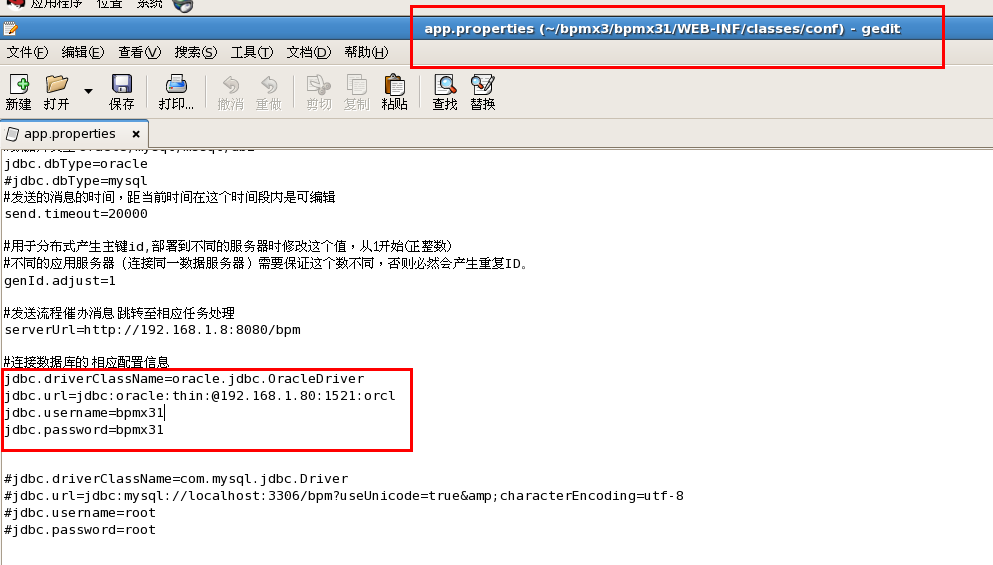 应用程序 位置 系统
app.properties (~/bpmx3/bpmx31/WEB-INF/classes/conf) - gedit
文件(F) 编辑(E) 查看(V) 搜索(S) 工具(T) 文档(D) 帮助(H)
新建 打开 保存 打印... 撤消 重做 剪切 复制 粘贴 查找 替换
app.properties ×
jdbc.dbType=oracle
#jdbc.dbType=mysql
#发送的消息的时间，距当前时间在这个时间段内是可编辑
send.timeout=20000
#用于分布式产生主键id,部署到不同的服务器时修改这个值，从1开始(正整数)
#不同的应用服务器（连接同一数据服务器）需要保证这个数不同，否则必然会产生重复ID。
genId.adjust=1
#发送流程催办消息 跳转至相应任务处理
serverUrl=http://192.168.1.8:8080/bpm
#连接数据库的 相应配置信息
jdbc.driverClassName=oracle.jdbc.OracleDriver
jdbc.url=jdbc:oracle:thin:@192.168.1.80:1521:orcl
jdbc.username=bpmx31
jdbc.password=bpmx31
#jdbc.driverClassName=com.mysql.jdbc.Driver
#jdbc.url=jdbc:mysql://localhost:3306/bpm?useUnicode=true&amp;characterEncoding=utf-8
#jdbc.username=root
#jdbc.password=root